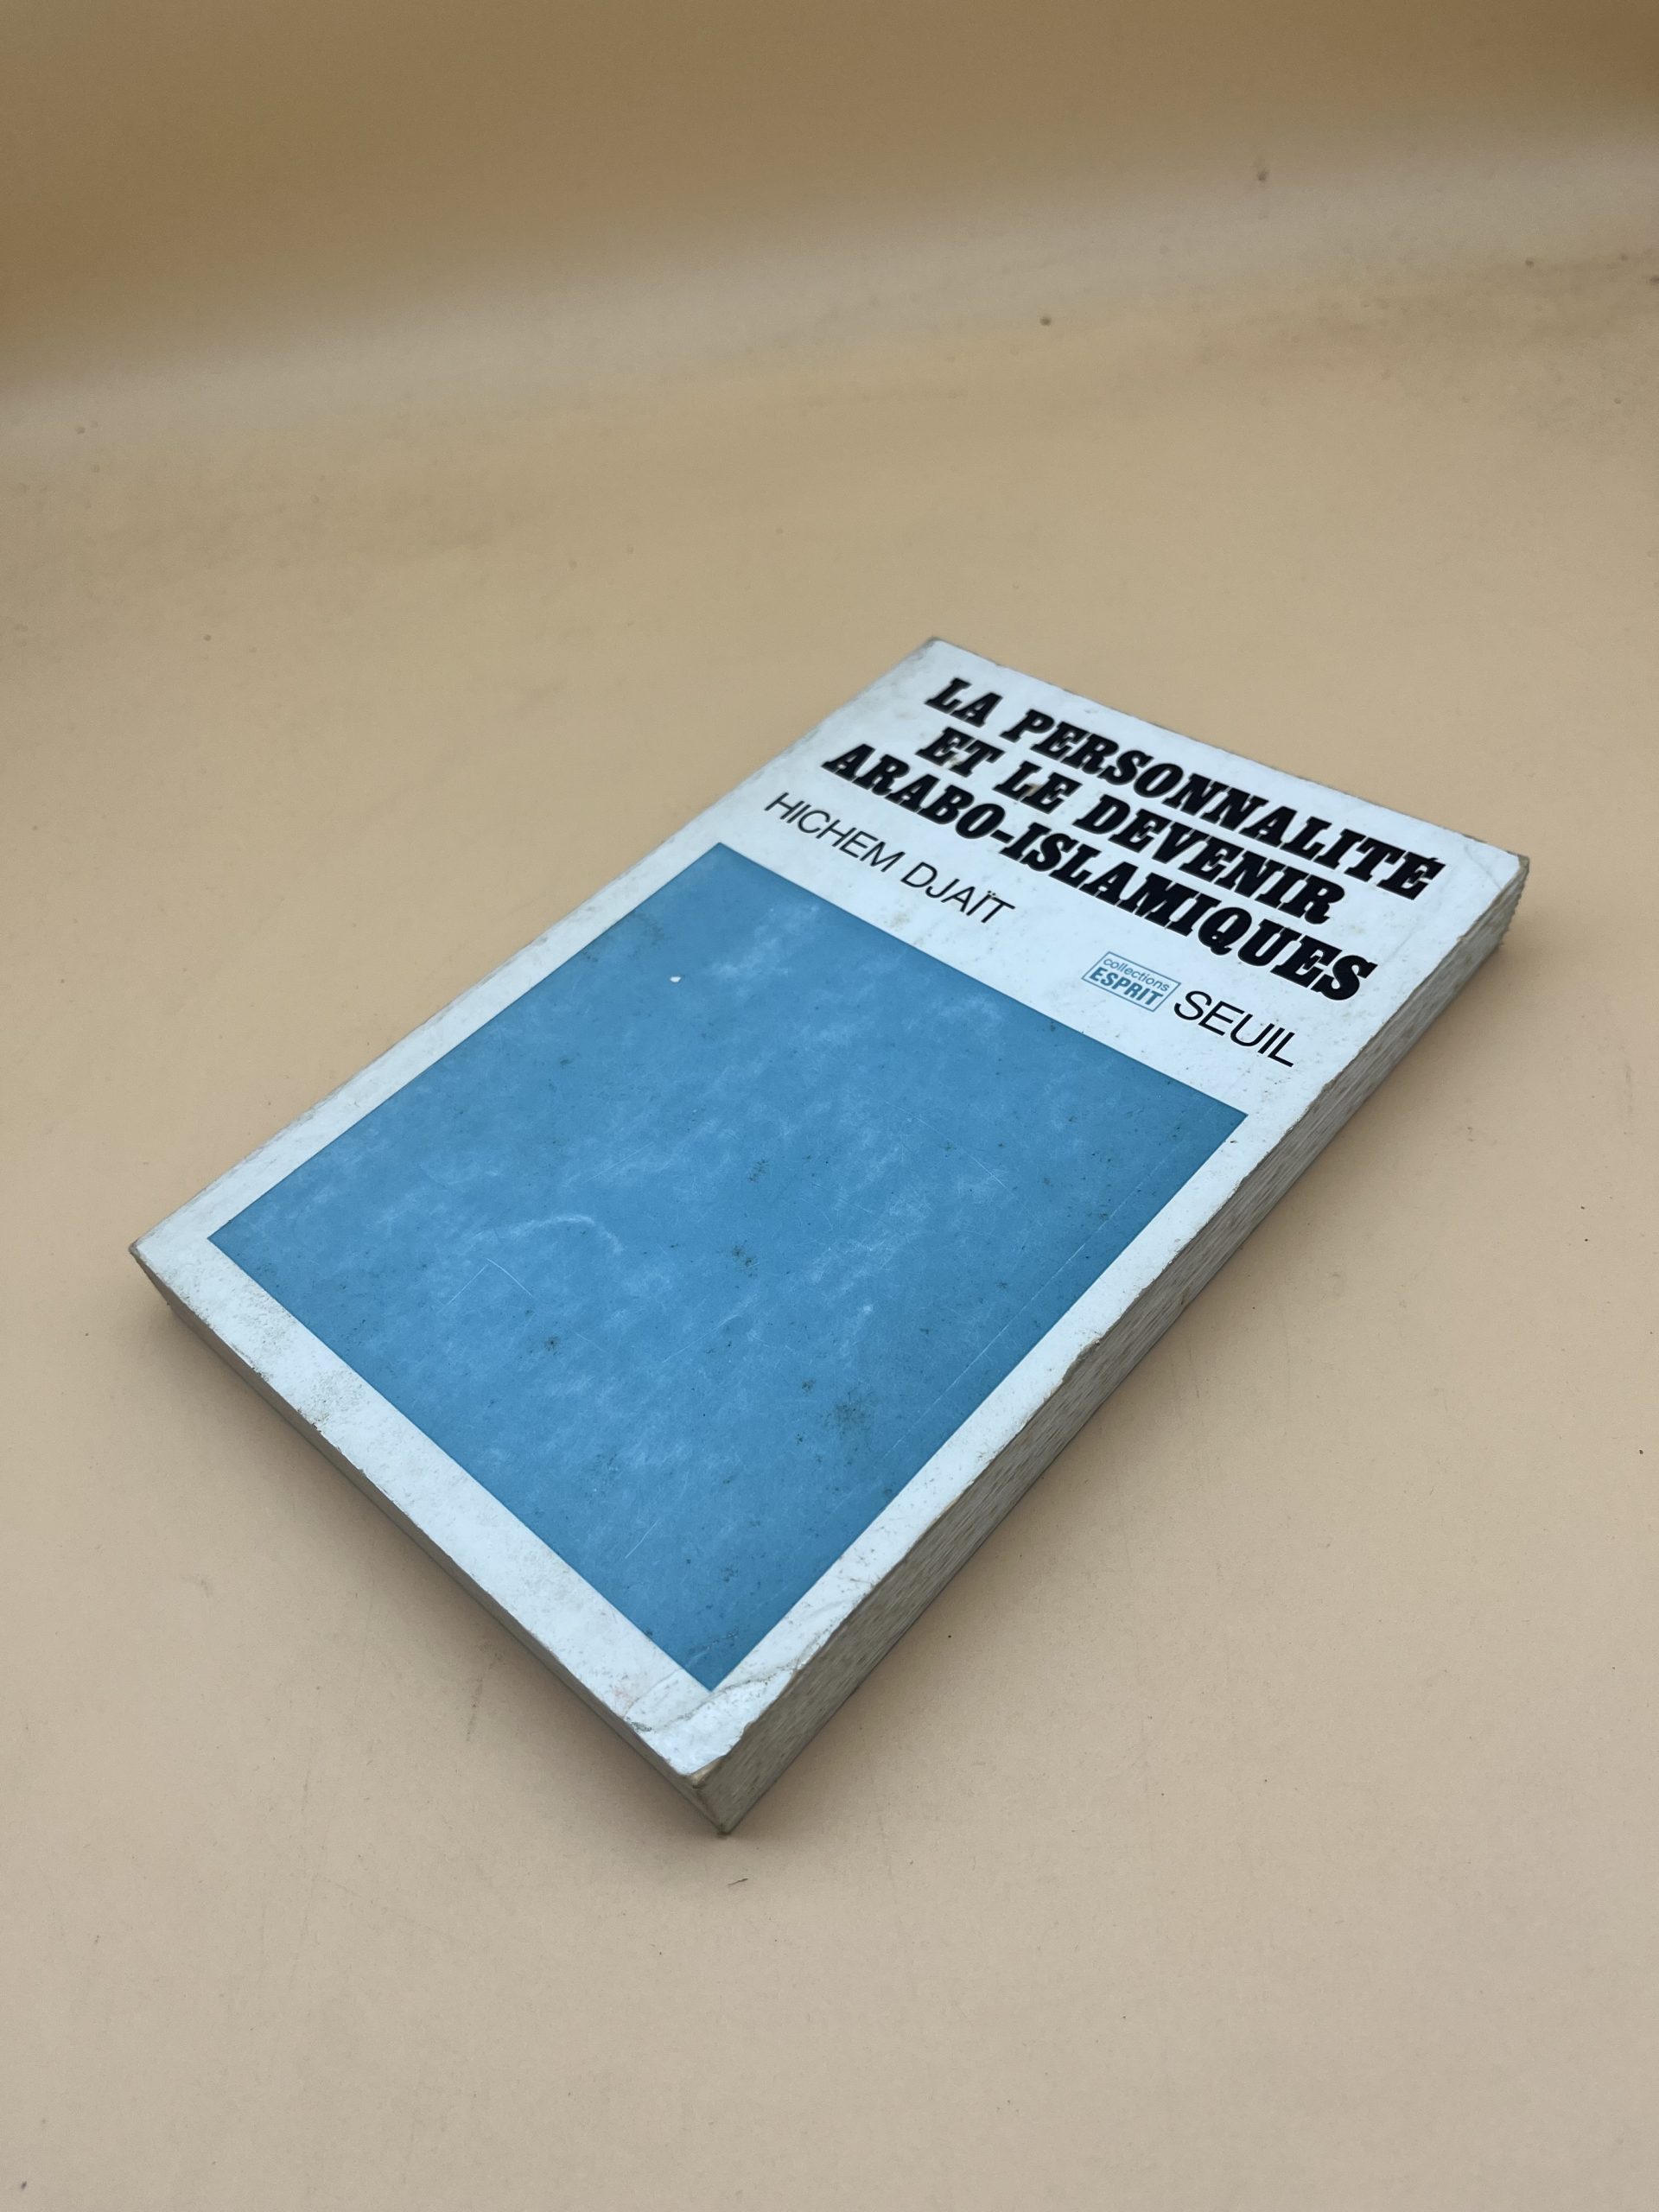 LA PERSONNALITÉ
ET LE DEVENIR
ARABO-ISLAMIQUES
HICHEM DJAÏT
collections
ESPRIT SEUIL